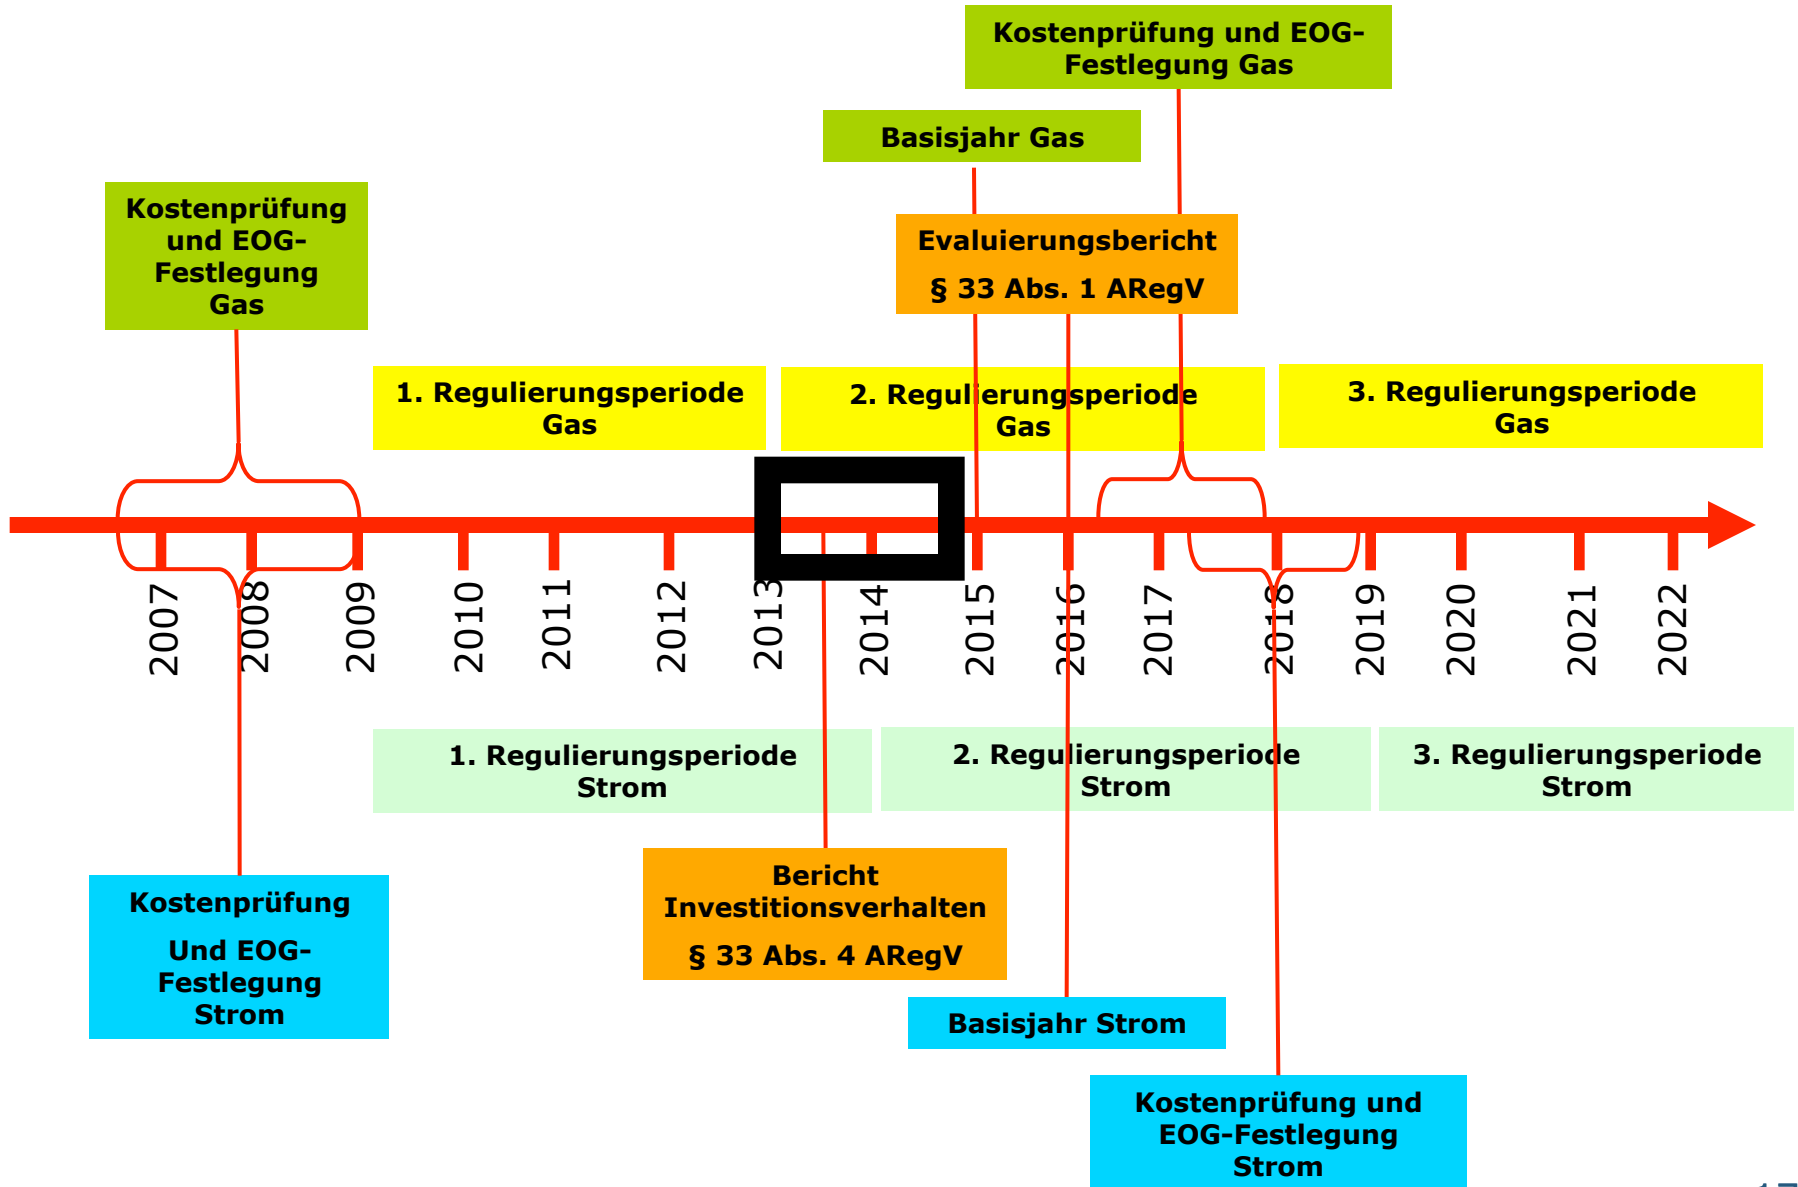 Kostenprüfung und EOG-
Festlegung Gas
Basisjahr Gas
Kostenprüfung
und EOG-
Festlegung
Gas
Evaluierungsbericht
§ 33 Abs. 1 ARegV
1. Regulierungsperiode
Gas
2. Regulierungsperiode
Gas
3. Regulierungsperiode
Gas
2007
2008
2009
2010
2011
2012
2013
2014
2015
2016
2017
2018
2019
2020
2021
2022
1. Regulierungsperiode
Strom
2. Regulierungsperiode
Strom
3. Regulierungsperiode
Strom
Kostenprüfung
Und EOG-
Festlegung
Strom
Bericht
Investitionsverhalten
§ 33 Abs. 4 ARegV
Basisjahr Strom
Kostenprüfung und
EOG-Festlegung
Strom